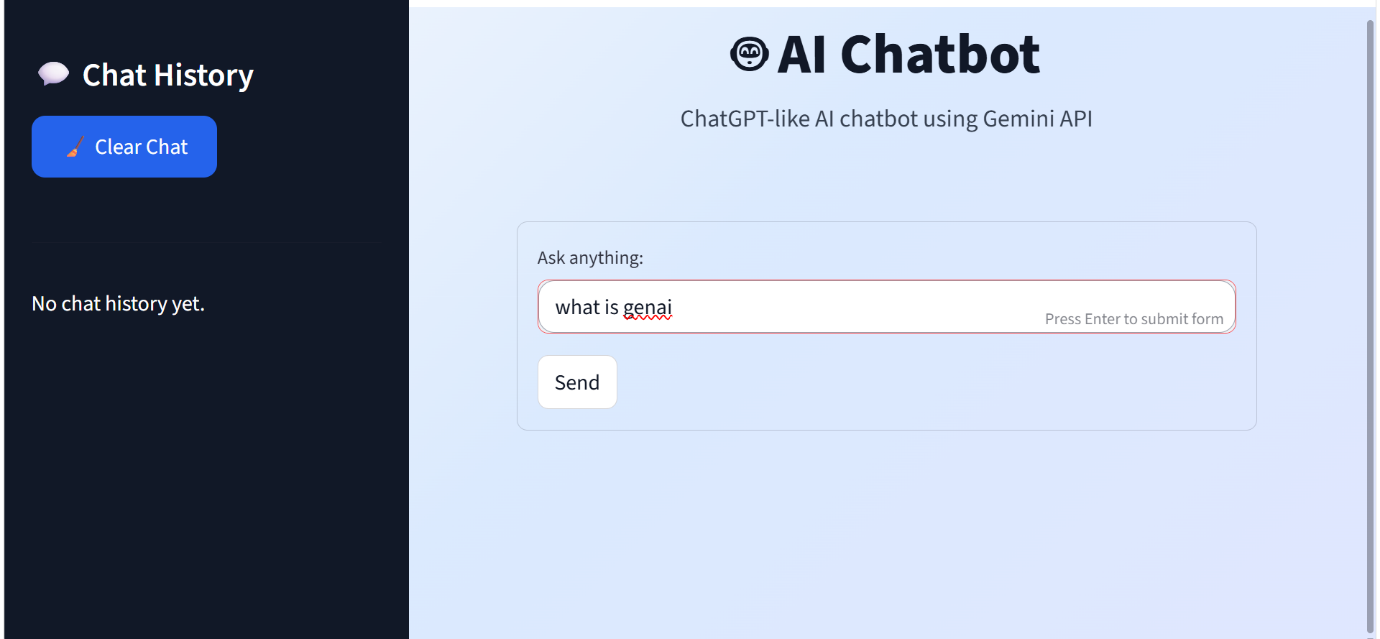 Chat History
Clear Chat
No chat history yet.
AI Chatbot
ChatGPT-like AI chatbot using Gemini API
Ask anything:
what is genai
Press Enter to submit form
Send